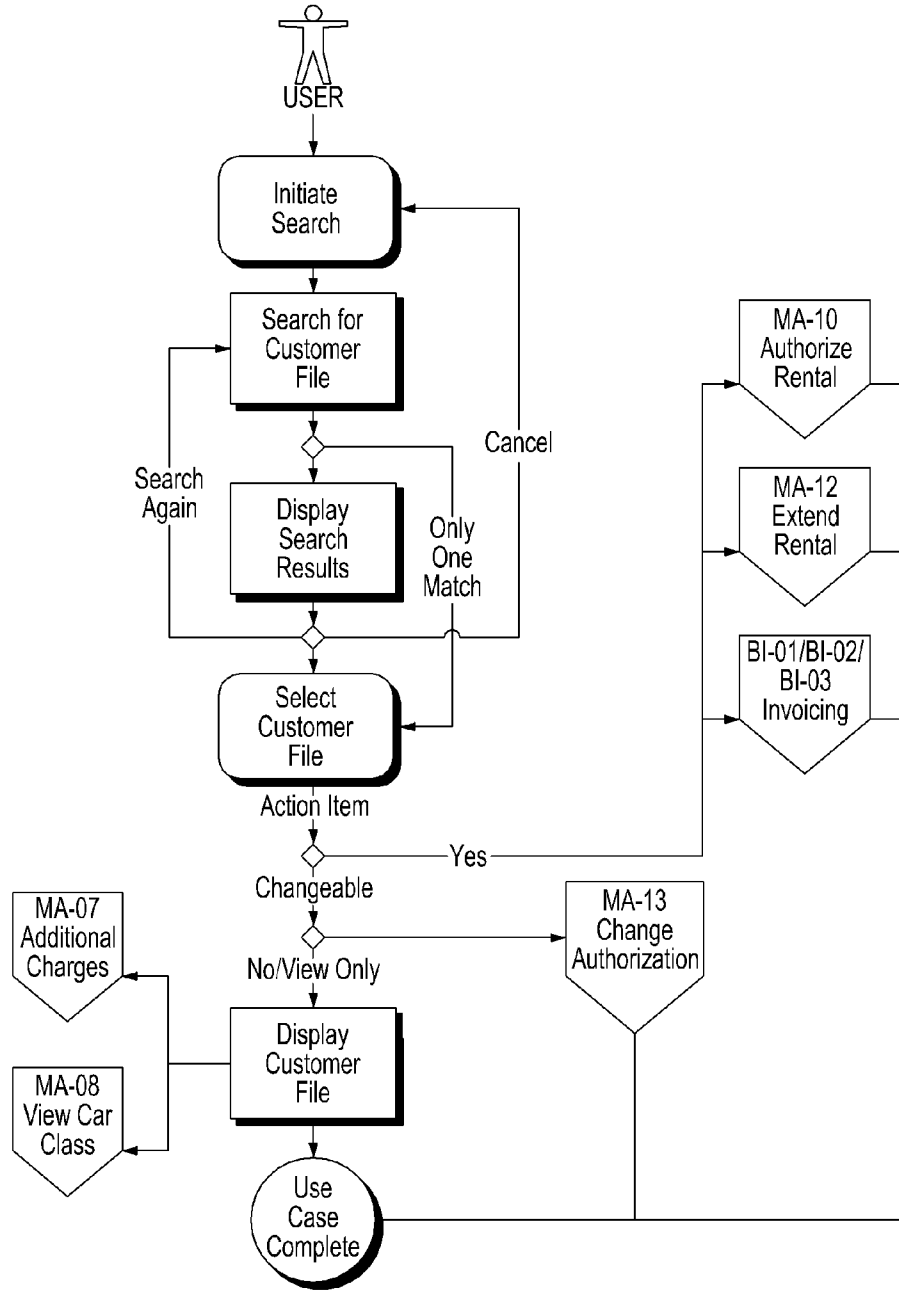 USER
Initiate
Search
Search for
Customer
File
Search
Again
Display
Search
Results
Only
One
Match
Cancel
Select
Customer
File
Action Item
Yes
MA-10
Authorize
Rental
MA-12
Extend
Rental
BI-01/BI-02/
BI-03
Invoicing
Changeable
MA-13
Change
Authorization
No/View Only
MA-07
Additional
Charges
Display
Customer
File
MA-08
View Car
Class
Use
Case
Complete